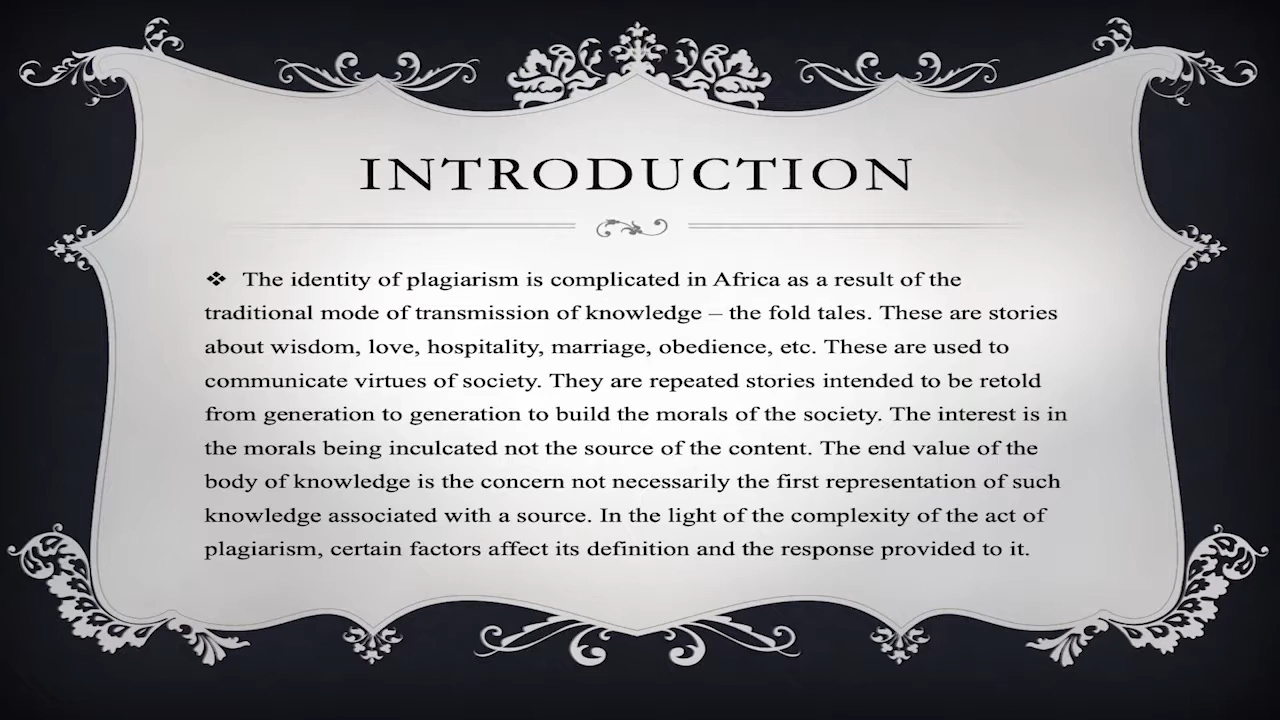 INTRODUCTION
❖ The identity of plagiarism is complicated in Africa as a result of the
traditional mode of transmission of knowledge – the fold tales. These are stories
about wisdom, love, hospitality, marriage, obedience, etc. These are used to
communicate virtues of society. They are repeated stories intended to be retold
from generation to generation to build the morals of the society. The interest is in
the morals being inculcated not the source of the content. The end value of the
body of knowledge is the concern not necessarily the first representation of such
knowledge associated with a source. In the light of the complexity of the act of
plagiarism, certain factors affect its definition and the response provided to it.